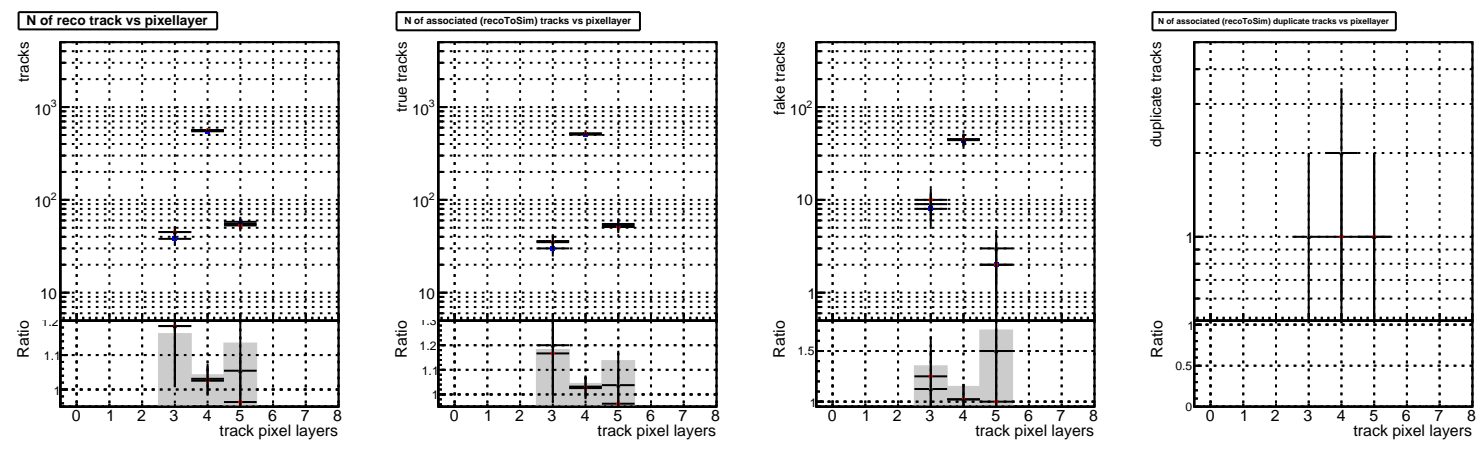 N of reco track vs pixellayer
tracks
10³
10²
10
1.2
1.1
1
Ratio
0 1 2 3 4 5 6 7 8
track pixel layers
N of associated (recoToSim) tracks vs pixellayer
true tracks
10³
10²
10
1.3
1.2
1.1
1
Ratio
0 1 2 3 4 5 6 7 8
track pixel layers
fake tracks
10²
10
1
1.5
1
Ratio
0 1 2 3 4 5 6 7 8
track pixel layers
N of associated (recoToSim) duplicate tracks vs pixellayer
duplicate tracks
1
1
0.5
0
Ratio
0 1 2 3 4 5 6 7 8
track pixel layers